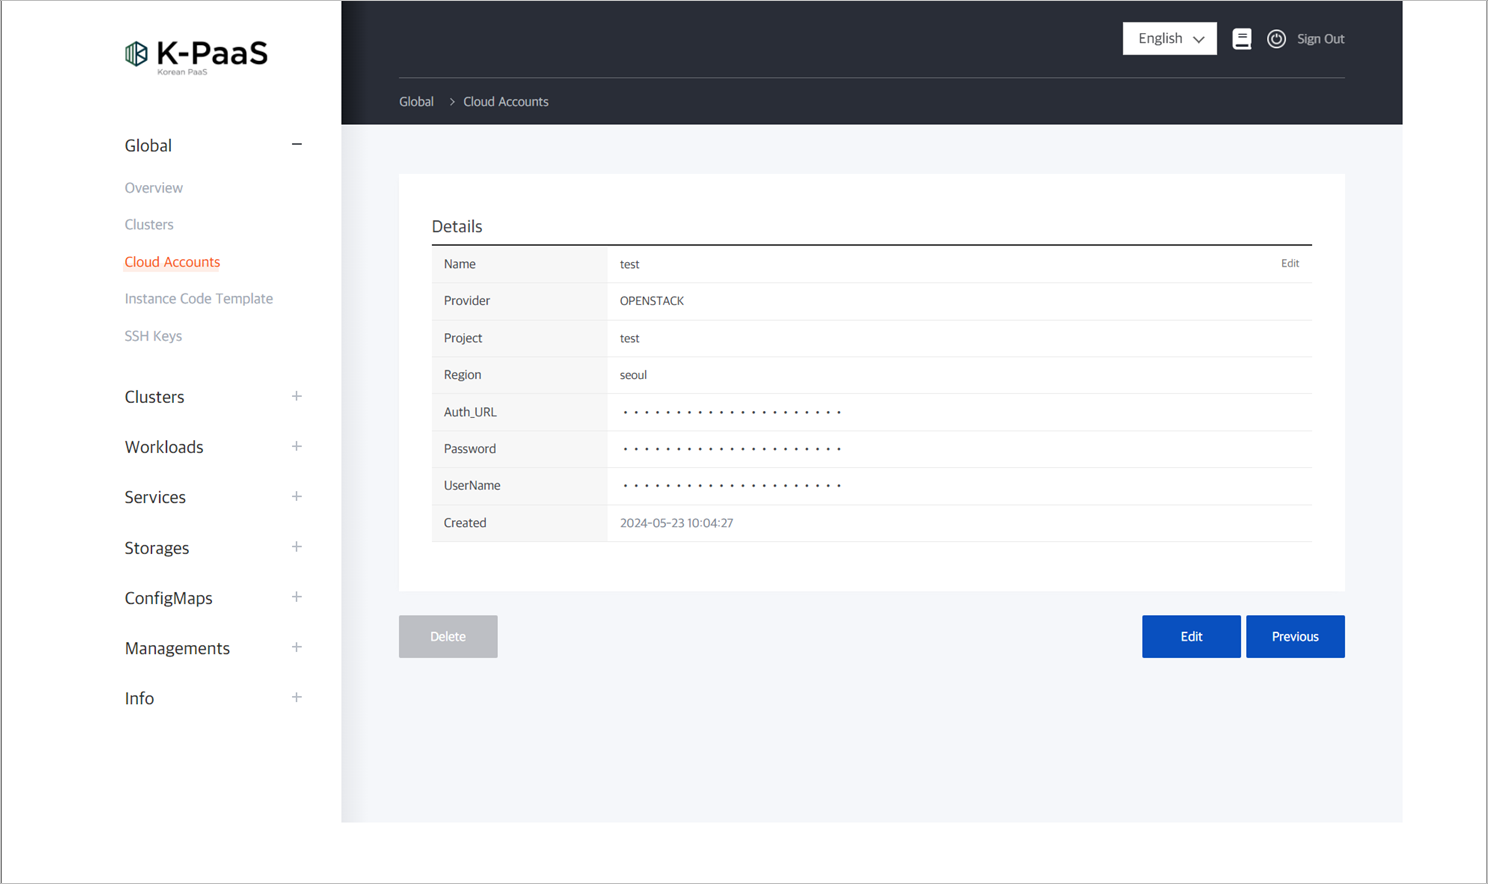 K-PaaS
Korean PaaS
English
Sign Out
Global > Cloud Accounts
Global
Overview
Clusters
Cloud Accounts
Instance Code Template
SSH Keys
Clusters
Workloads
Services
Storages
ConfigMaps
Managements
Info
Details
Name test Edit
Provider OPENSTACK
Project test
Region seoul
Auth_URL •••••••••••••••••••••
Password •••••••••••••••••••••
UserName •••••••••••••••••••••
Created 2024-05-23 10:04:27
Delete
Edit
Previous